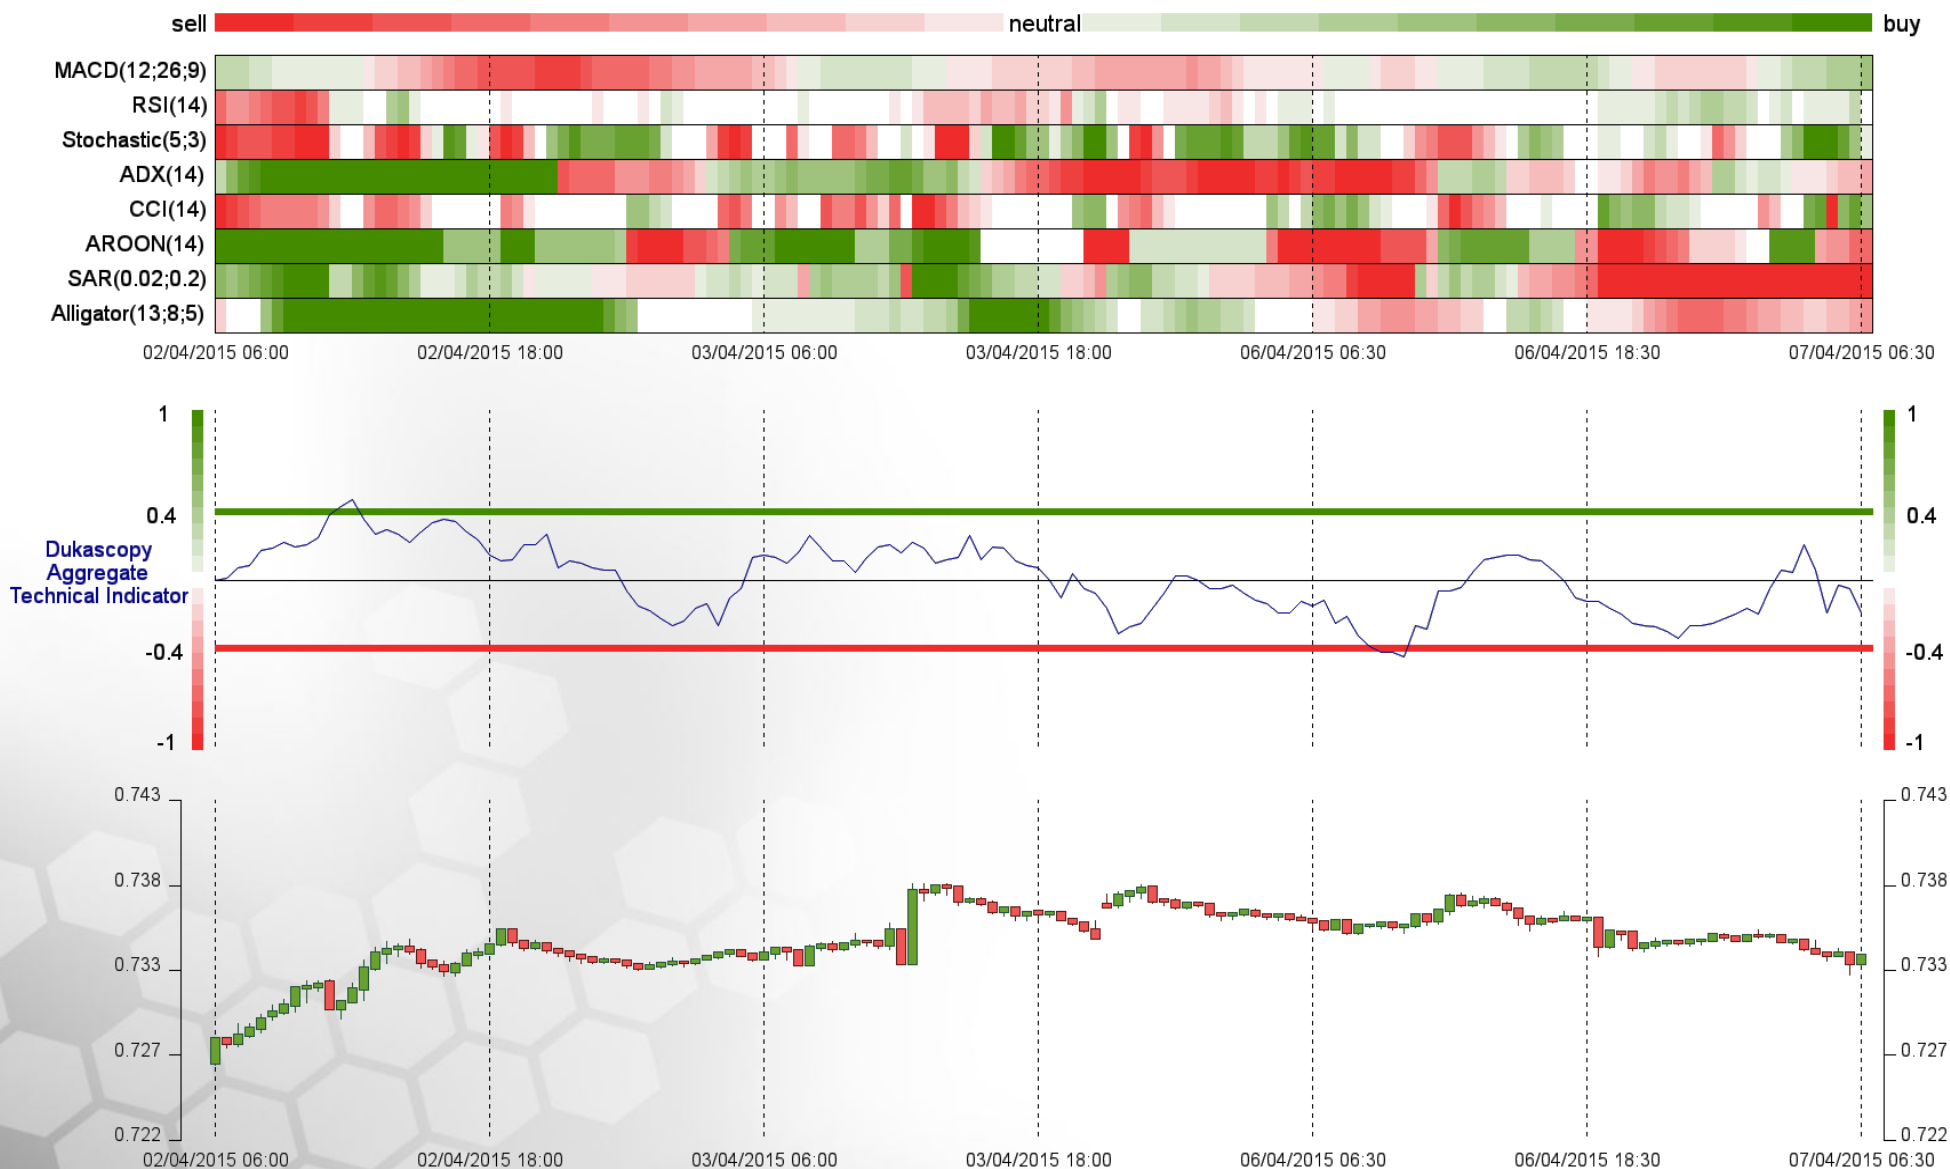 sell neutral buy
MACD(12;26;9)
RSI(14)
Stochastic(5;3)
ADX(14)
CCI(14)
AROON(14)
SAR(0.02;0.2)
Alligator(13;8;5)
02/04/2015 06:00 02/04/2015 18:00 03/04/2015 06:00 03/04/2015 18:00 06/04/2015 06:30 06/04/2015 18:30 07/04/2015 06:30
1 1
0.4 0.4
Dukascopy
Aggregate
Technical Indicator
-0.4 -0.4
-1 -1
0.743 0.743
0.738 0.738
0.733 0.733
0.727 0.727
0.722 0.722
02/04/2015 06:00 02/04/2015 18:00 03/04/2015 06:00 03/04/2015 18:00 06/04/2015 06:30 06/04/2015 18:30 07/04/2015 06:30